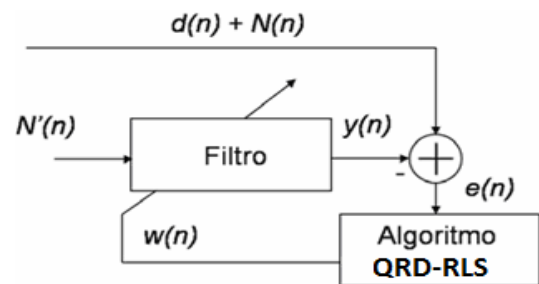 d(n) + N(n)
N'(n)
Filtro
y(n)
-
e(n)
w(n)
Algoritmo
QRD-RLS